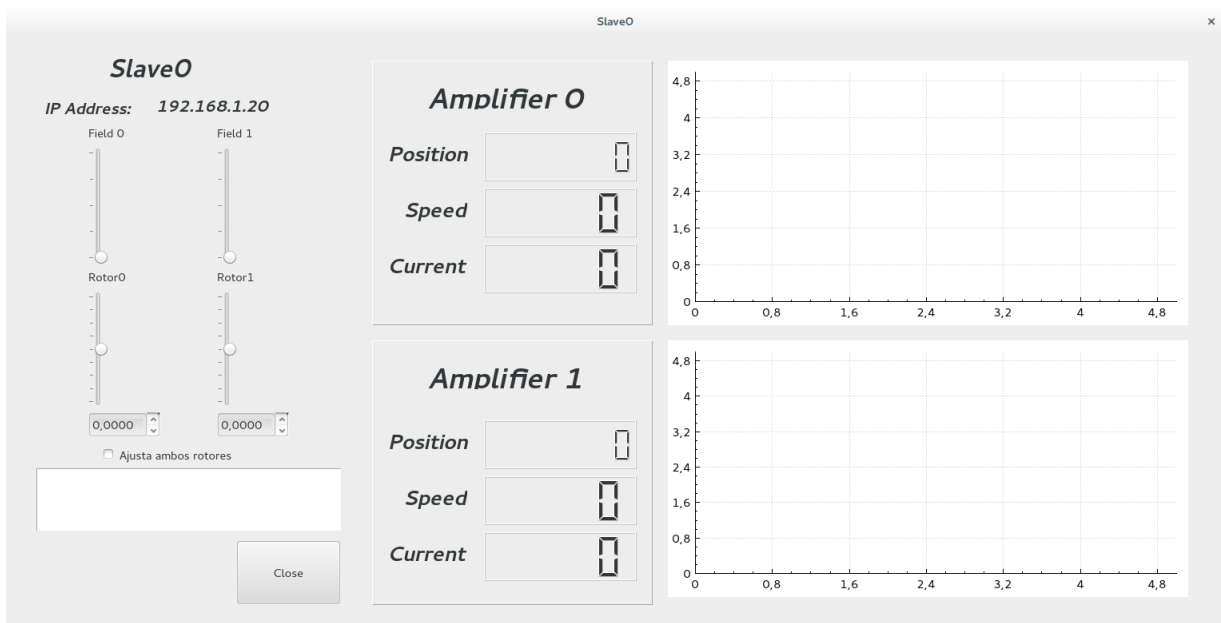 Slave0
×
Slave0
IP Address: 192.168.1.20
Field 0 Field 1
Rotor0 Rotor1
0,0000 0,0000
Ajusta ambos rotores
Close
Amplifier 0
Position 0
Speed 0
Current 0
4,8
4
3,2
2,4
1,6
0,8
0
0 0,8 1,6 2,4 3,2 4 4,8
Amplifier 1
Position 0
Speed 0
Current 0
4,8
4
3,2
2,4
1,6
0,8
0
0 0,8 1,6 2,4 3,2 4 4,8